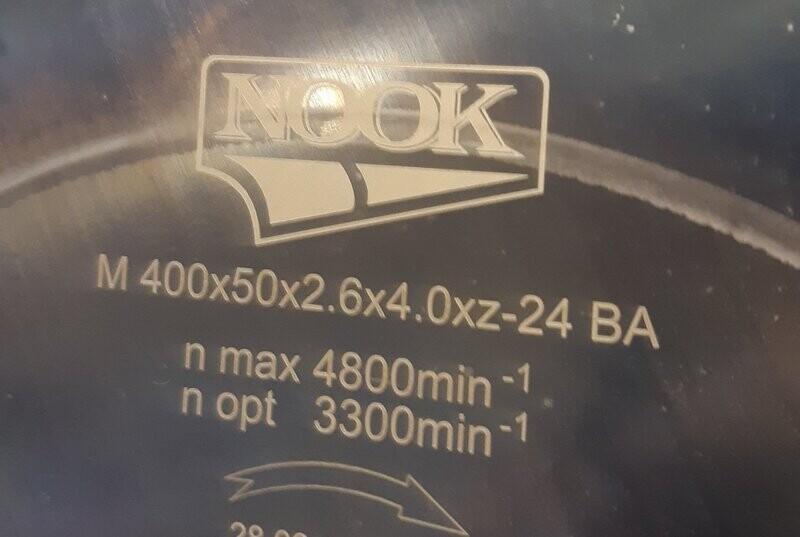 NOOK
M 400x50x2.6x4.0xz-24 BA
n max 4800min⁻¹
n opt 3300min⁻¹